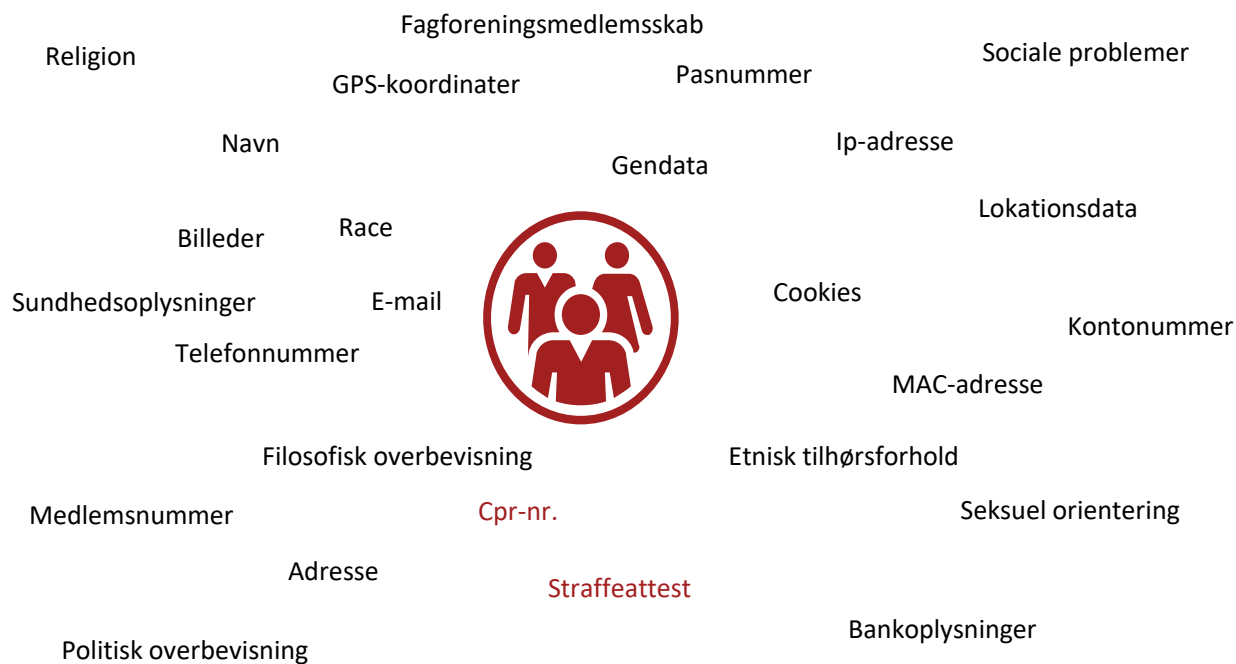 Fagforeningsmedlemsskab
Religion
Sociale problemer
GPS-koordinater
Pasnummer
Navn
Ip-adresse
Gendata
Lokationsdata
Billeder
Race
Sundhedsoplysninger
E-mail
Cookies
Kontonummer
Telefonnummer
MAC-adresse
Filosofisk overbevisning
Etnisk tilhørsforhold
Medlemsnummer
Cpr-nr.
Seksuel orientering
Adresse
Straffeattest
Bankoplysninger
Politisk overbevisning